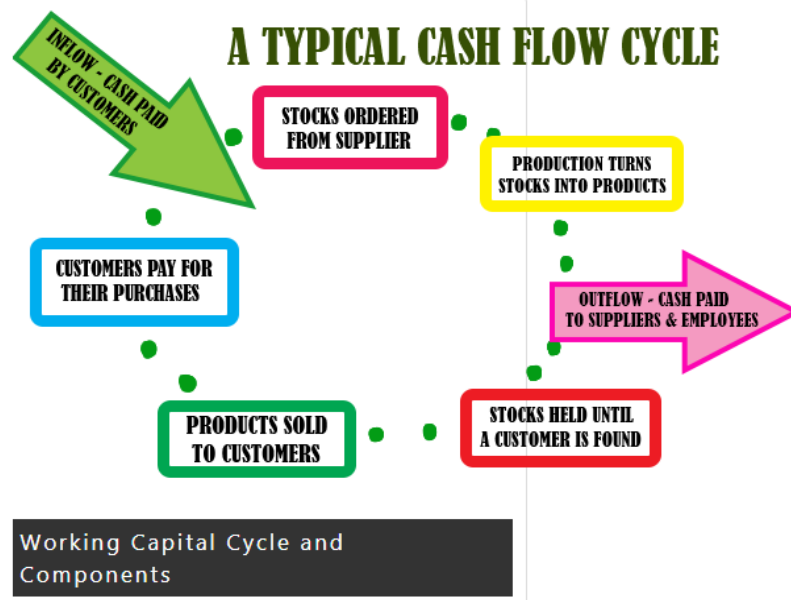 A TYPICAL CASH FLOW CYCLE
INFLOW - CASH PAID
BY CUSTOMERS
STOCKS ORDERED
FROM SUPPLIER
PRODUCTION TURNS
STOCKS INTO PRODUCTS
CUSTOMERS PAY FOR
THEIR PURCHASES
OUTFLOW - CASH PAID
TO SUPPLIERS & EMPLOYEES
PRODUCTS SOLD
TO CUSTOMERS
STOCKS HELD UNTIL
A CUSTOMER IS FOUND
Working Capital Cycle and
Components